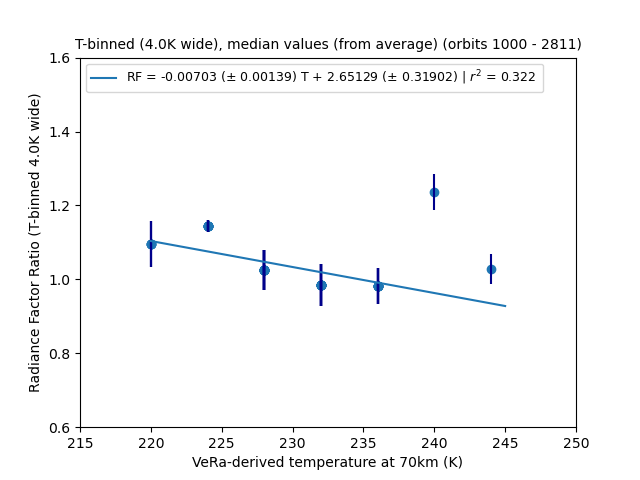 T-binned (4.0K wide), median values (from average) (orbits 1000 - 2811)
RF = -0.00703 (± 0.00139) T + 2.65129 (± 0.31902) | r² = 0.322
Radiance Factor Ratio (T-binned 4.0K wide)
1.6
1.4
1.2
1.0
0.8
0.6
215 220 225 230 235 240 245 250
VeRa-derived temperature at 70km (K)